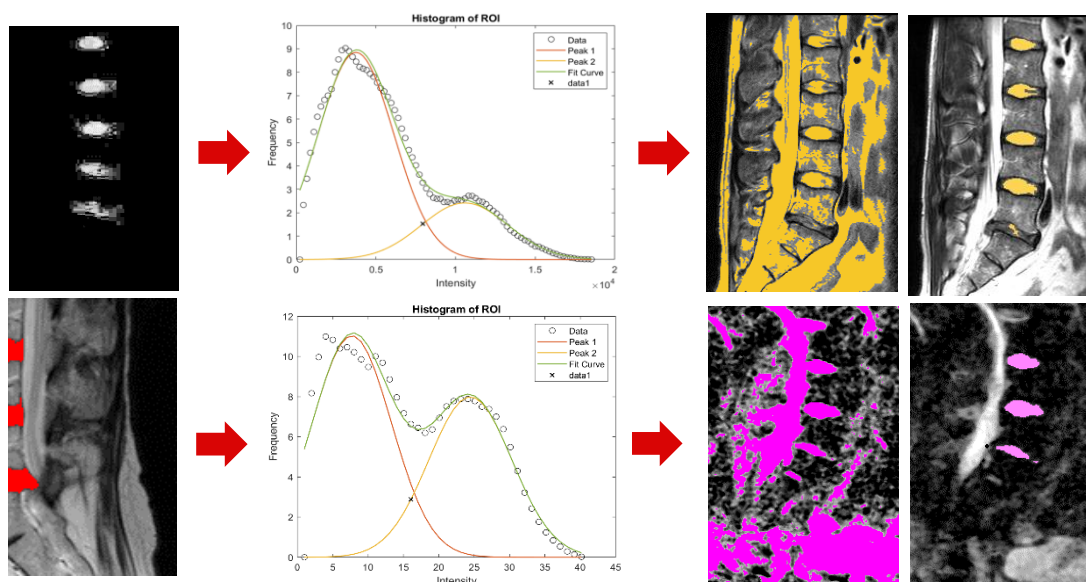 Histogram of ROI
10
9
8
7
6
5
4
3
2
1
0
Frequency
Data
Peak 1
Peak 2
Fit Curve
data1
0 0.5 1 1.5 2
Intensity
×10⁴
Histogram of ROI
12
10
8
6
4
2
0
Frequency
Data
Peak 1
Peak 2
Fit Curve
data1
0 5 10 15 20 25 30 35 40 45
Intensity